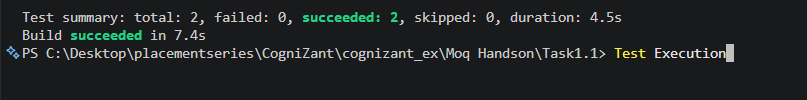 Test summary: total: 2, failed: 0, succeeded: 2, skipped: 0, duration: 4.5s
Build succeeded in 7.4s
PS C:\Desktop\placementseries\CogniZant\cognizant_ex\Moq Handson\Task1.1> Test Execution